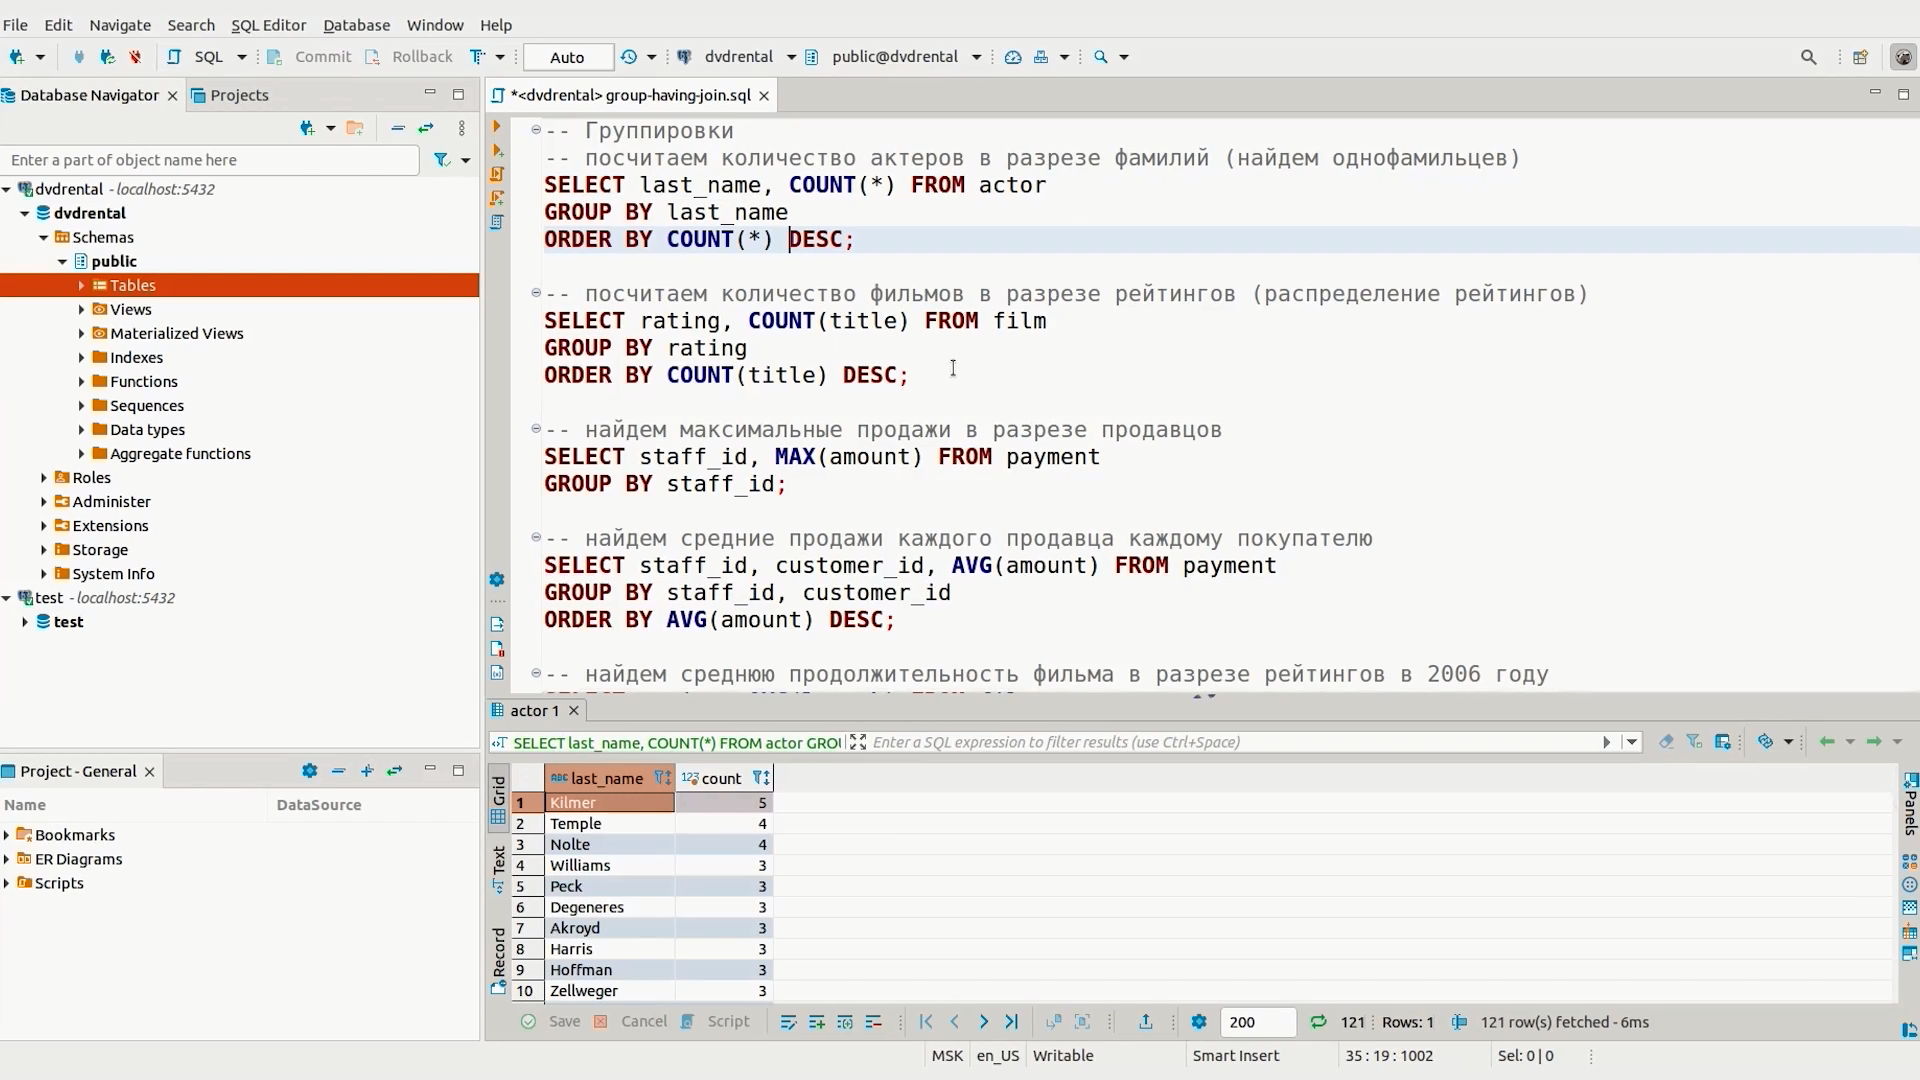 File Edit Navigate Search SQL Editor Database Window Help
SQL Commit Rollback Auto dvdrental public@dvdrental
Database Navigator Projects
*<dvdrental> group-having-join.sql
Enter a part of object name here
dvdrental - localhost:5432
dvdrental
Schemas
public
Tables
Views
Materialized Views
Indexes
Functions
Sequences
Data types
Aggregate functions
Roles
Administer
Extensions
Storage
System Info
test - localhost:5432
test
Project - General
Name DataSource
Bookmarks
ER Diagrams
Scripts
-- Группировки
-- посчитаем количество актеров в разрезе фамилий (найдем однофамильцев)
SELECT last_name, COUNT(*) FROM actor
GROUP BY last_name
ORDER BY COUNT(*) DESC;
-- посчитаем количество фильмов в разрезе рейтингов (распределение рейтингов)
SELECT rating, COUNT(title) FROM film
GROUP BY rating
ORDER BY COUNT(title) DESC;
-- найдем максимальные продажи в разрезе продавцов
SELECT staff_id, MAX(amount) FROM payment
GROUP BY staff_id;
-- найдем средние продажи каждого продавца каждому покупателю
SELECT staff_id, customer_id, AVG(amount) FROM payment
GROUP BY staff_id, customer_id
ORDER BY AVG(amount) DESC;
-- найдем среднюю продолжительность фильма в разрезе рейтингов в 2006 году
actor 1
SELECT last_name, COUNT(*) FROM actor GROU Enter a SQL expression to filter results (use Ctrl+Space)
Grid
Text
Record
Panels
ABC last_name 123 count
1 Kilmer 5
2 Temple 4
3 Nolte 4
4 Williams 3
5 Peck 3
6 Degeneres 3
7 Akroyd 3
8 Harris 3
9 Hoffman 3
10 Zellweger 3
Save Cancel Script 200 121 Rows: 1 121 row(s) fetched - 6ms
MSK en_US Writable Smart Insert 35 : 19 : 1002 Sel: 0 | 0